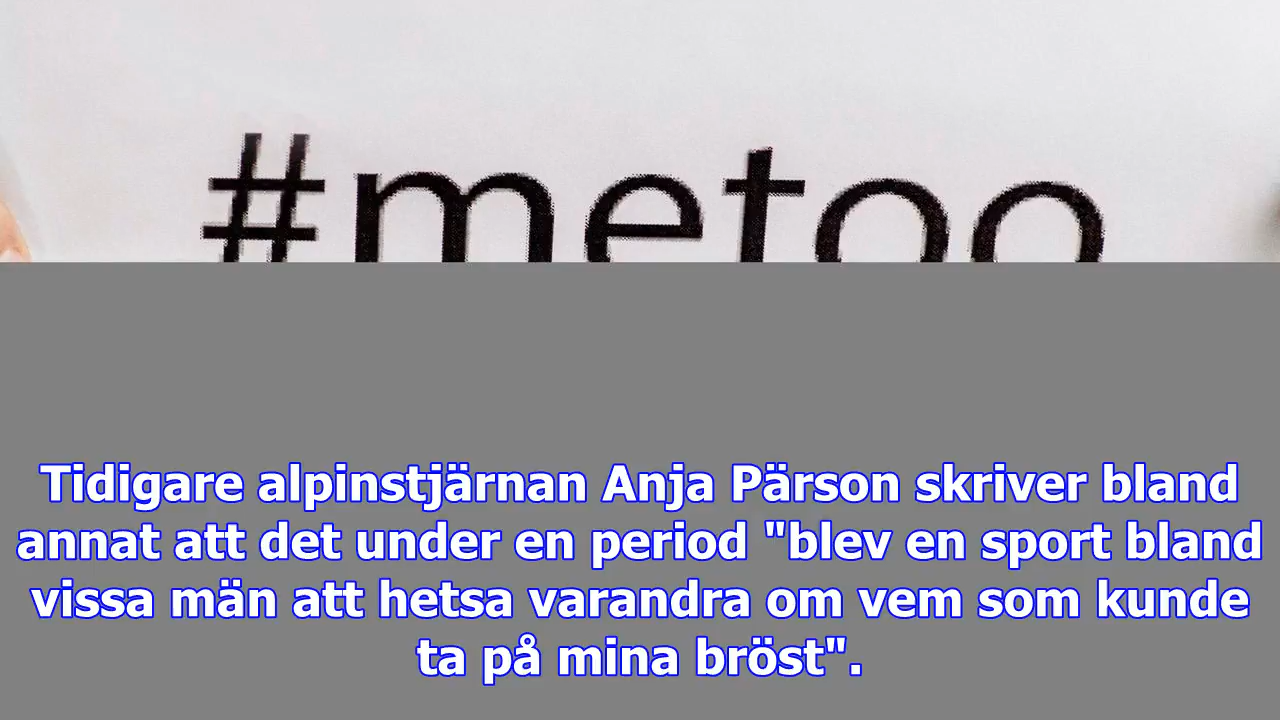 #metoo
Tidigare alpinstjärnan Anja Pärson skriver bland
annat att det under en period "blev en sport bland
vissa män att hetsa varandra om vem som kunde
ta på mina bröst".